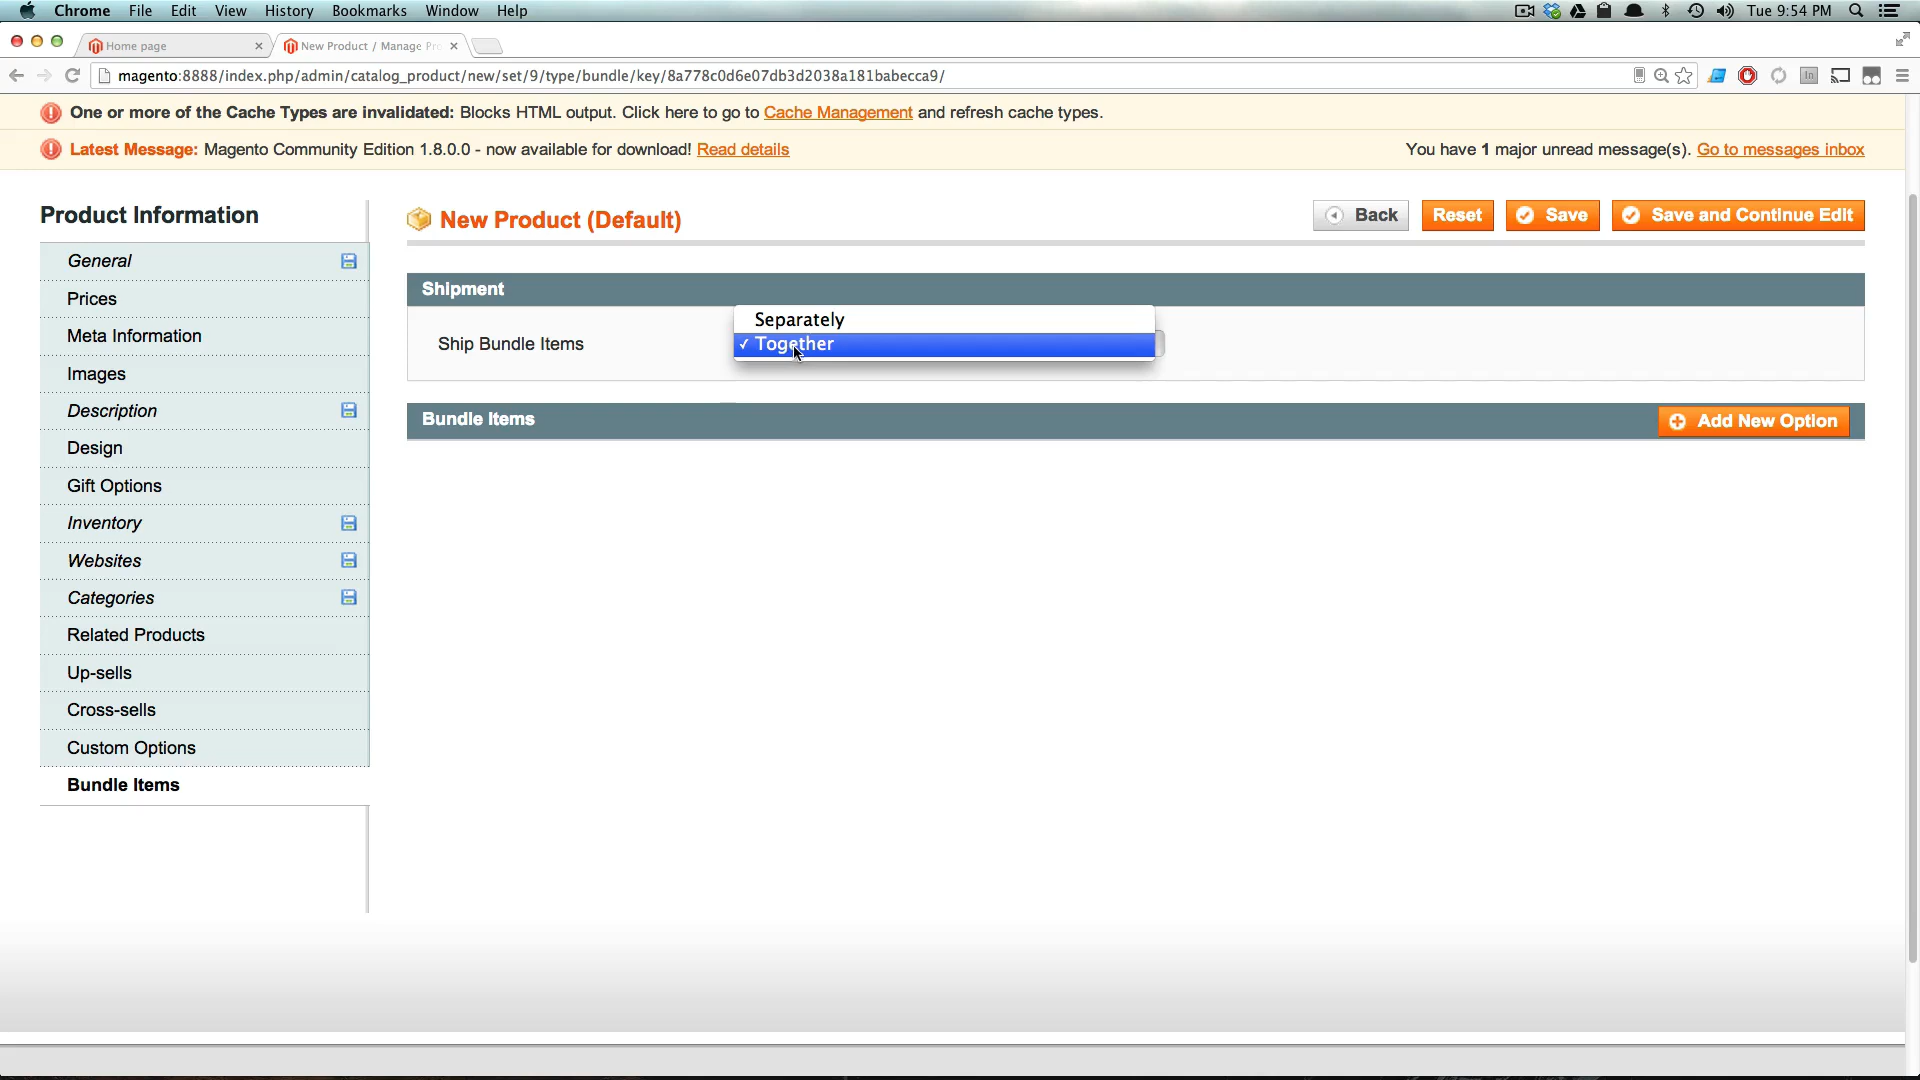 Chrome File Edit View History Bookmarks Window Help Tue 9:54 PM
Home page
New Product / Manage Pr
magento:8888/index.php/admin/catalog_product/new/set/9/type/bundle/key/8a778c0d6e07db3d2038a181babecca9/
One or more of the Cache Types are invalidated: Blocks HTML output. Click here to go to Cache Management and refresh cache types.
Latest Message: Magento Community Edition 1.8.0.0 - now available for download! Read details
You have 1 major unread message(s). Go to messages inbox
Product Information
General
Prices
Meta Information
Images
Description
Design
Gift Options
Inventory
Websites
Categories
Related Products
Up-sells
Cross-sells
Custom Options
Bundle Items
New Product (Default)
Back
Reset
Save
Save and Continue Edit
Shipment
Ship Bundle Items
Separately
✓ Together
Bundle Items
Add New Option